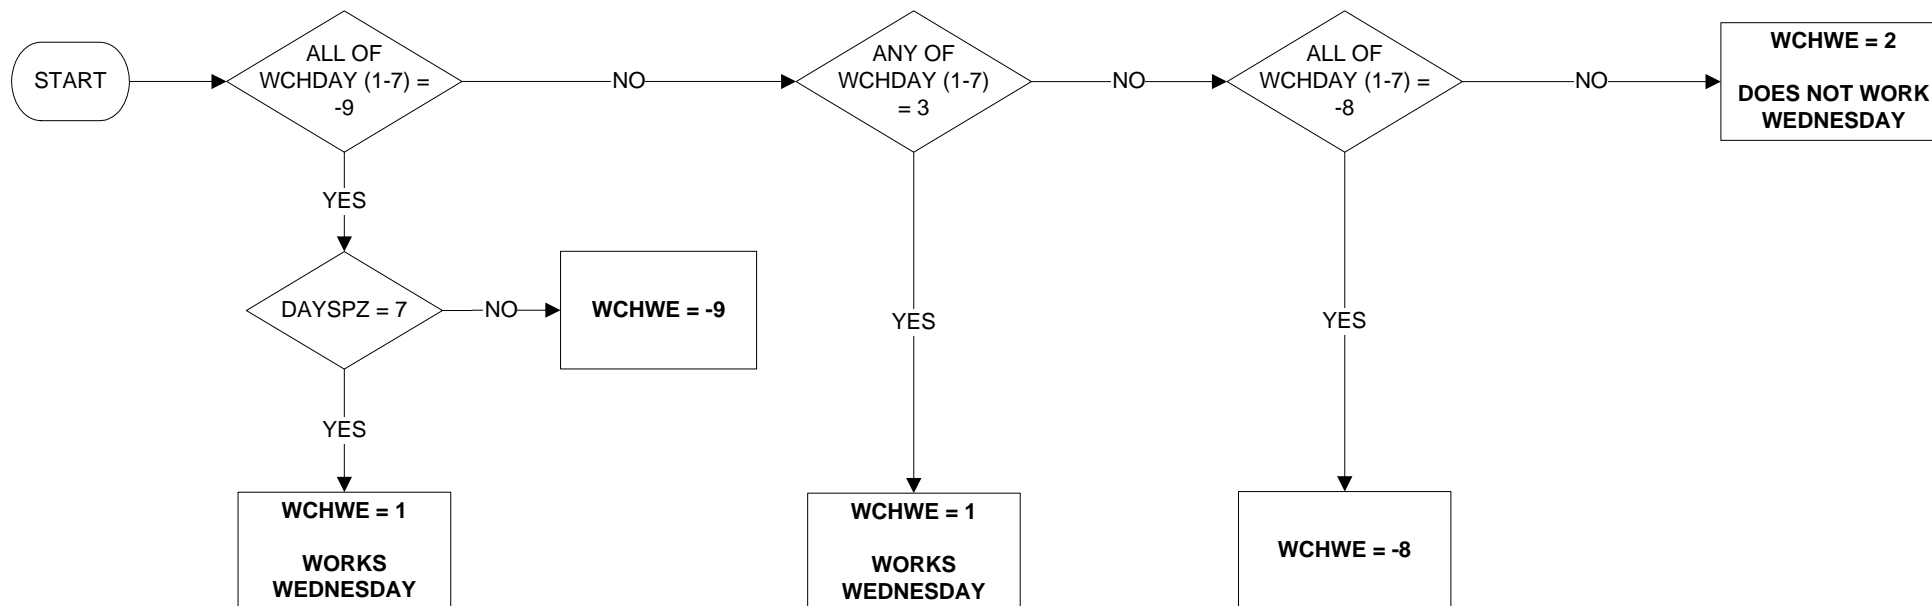 START
ALL OF
WCHDAY (1-7) =
-9
NO
ANY OF
WCHDAY (1-7)
= 3
NO
ALL OF
WCHDAY (1-7) =
-8
NO
WCHWE = 2
DOES NOT WORK
WEDNESDAY
YES
DAYSPZ = 7
NO
WCHWE = -9
YES
YES
YES
WCHWE = 1
WORKS
WEDNESDAY
WCHWE = 1
WORKS
WEDNESDAY
WCHWE = -8